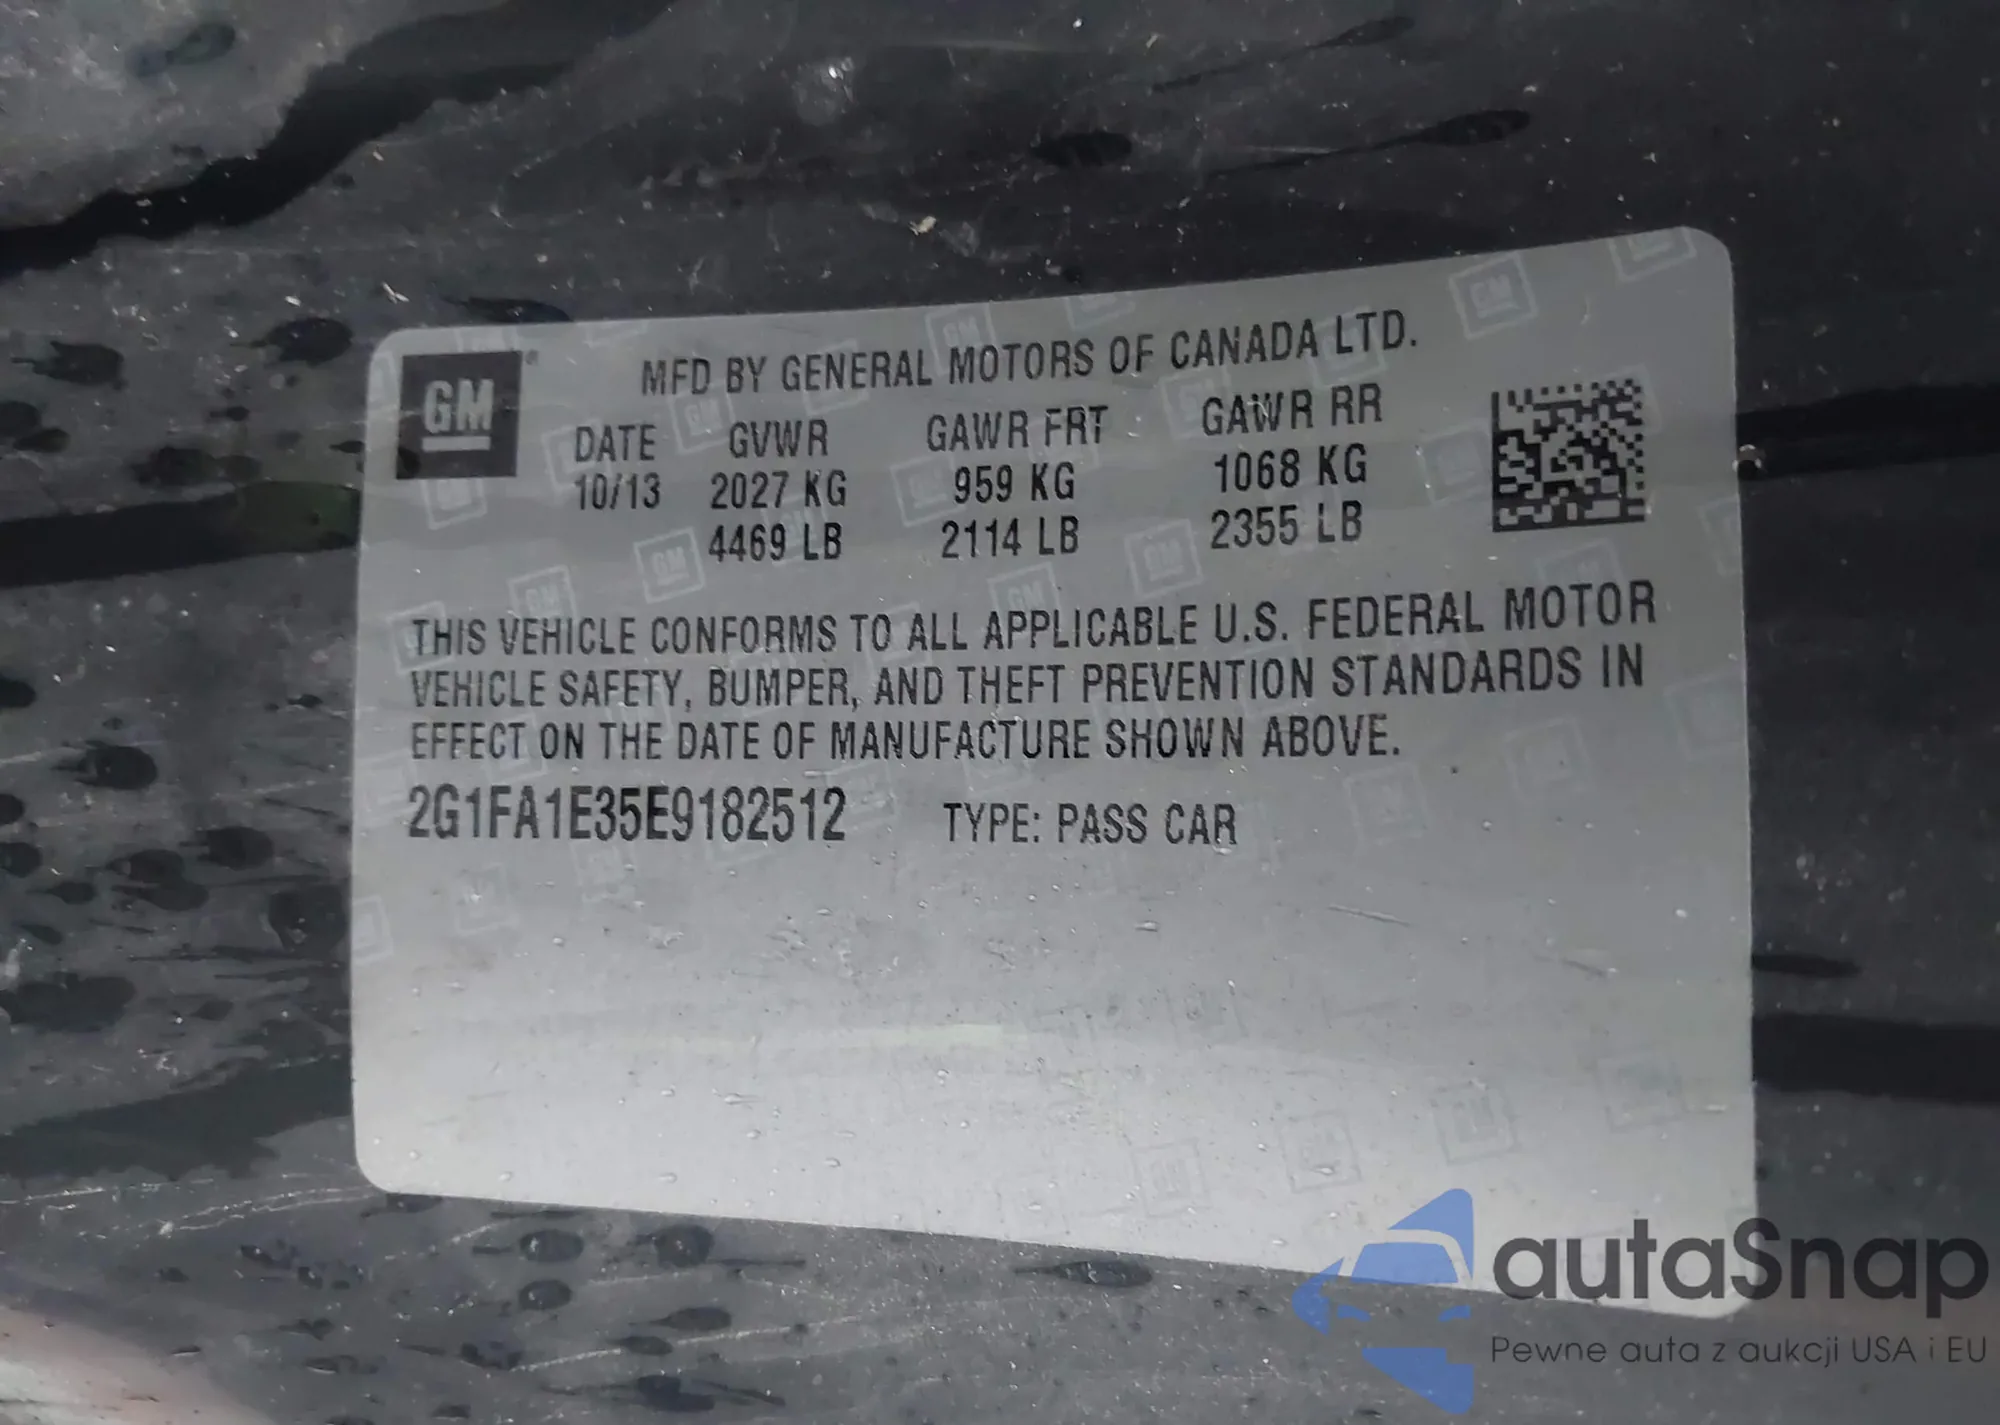 GM
MFD BY GENERAL MOTORS OF CANADA LTD.
DATE GVWR GAWR FRT GAWR RR
10/13 2027 KG 959 KG 1068 KG
4469 LB 2114 LB 2355 LB
THIS VEHICLE CONFORMS TO ALL APPLICABLE U.S. FEDERAL MOTOR
VEHICLE SAFETY, BUMPER, AND THEFT PREVENTION STANDARDS IN
EFFECT ON THE DATE OF MANUFACTURE SHOWN ABOVE.
2G1FA1E35E9182512 TYPE: PASS CAR
autaSnap
Pewne auta z aukcji USA i EU